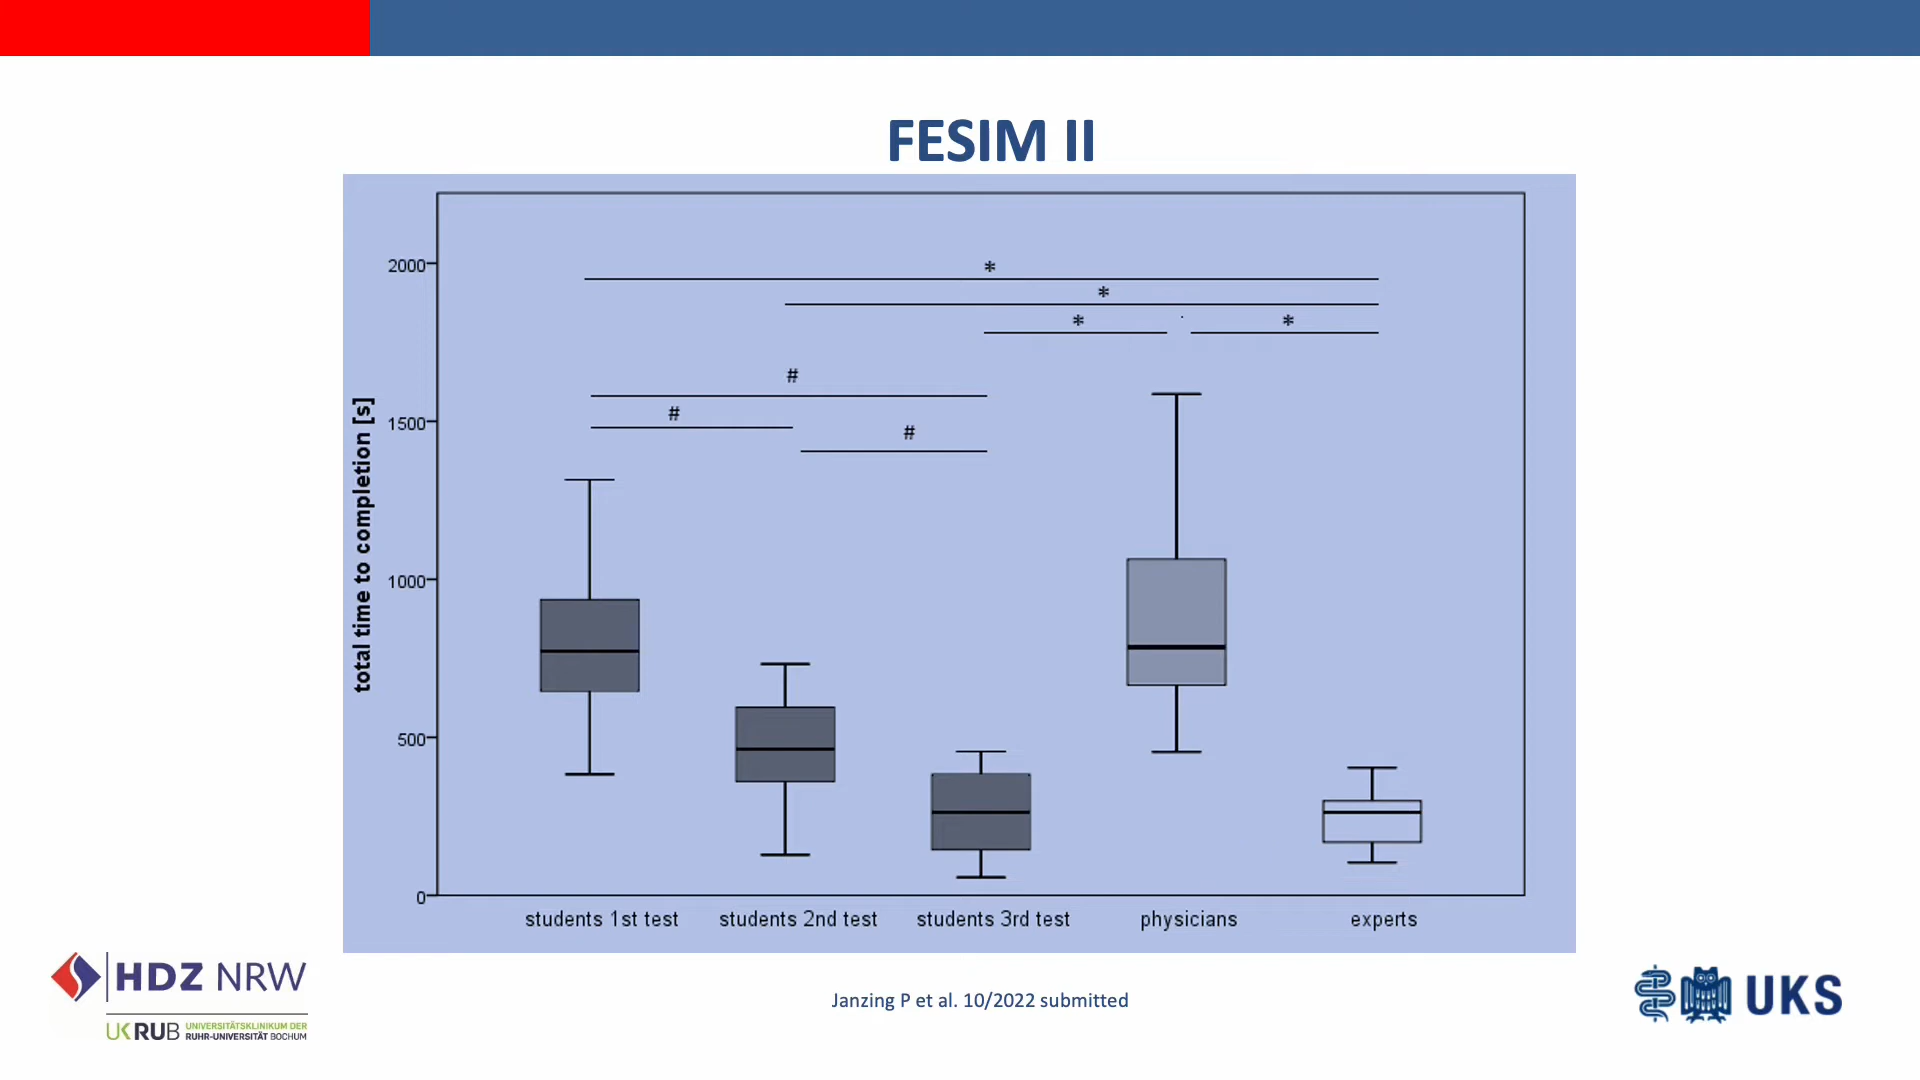 FESIM II
2000
*
*
* *
#
#
#
1500
1000
500
0
total time to completion [s]
students 1st test students 2nd test students 3rd test physicians experts
HDZ NRW
UKRUB UNIVERSITÄTSKLINIKUM DER
RUHR-UNIVERSITÄT BOCHUM
Janzing P et al. 10/2022 submitted
UKS